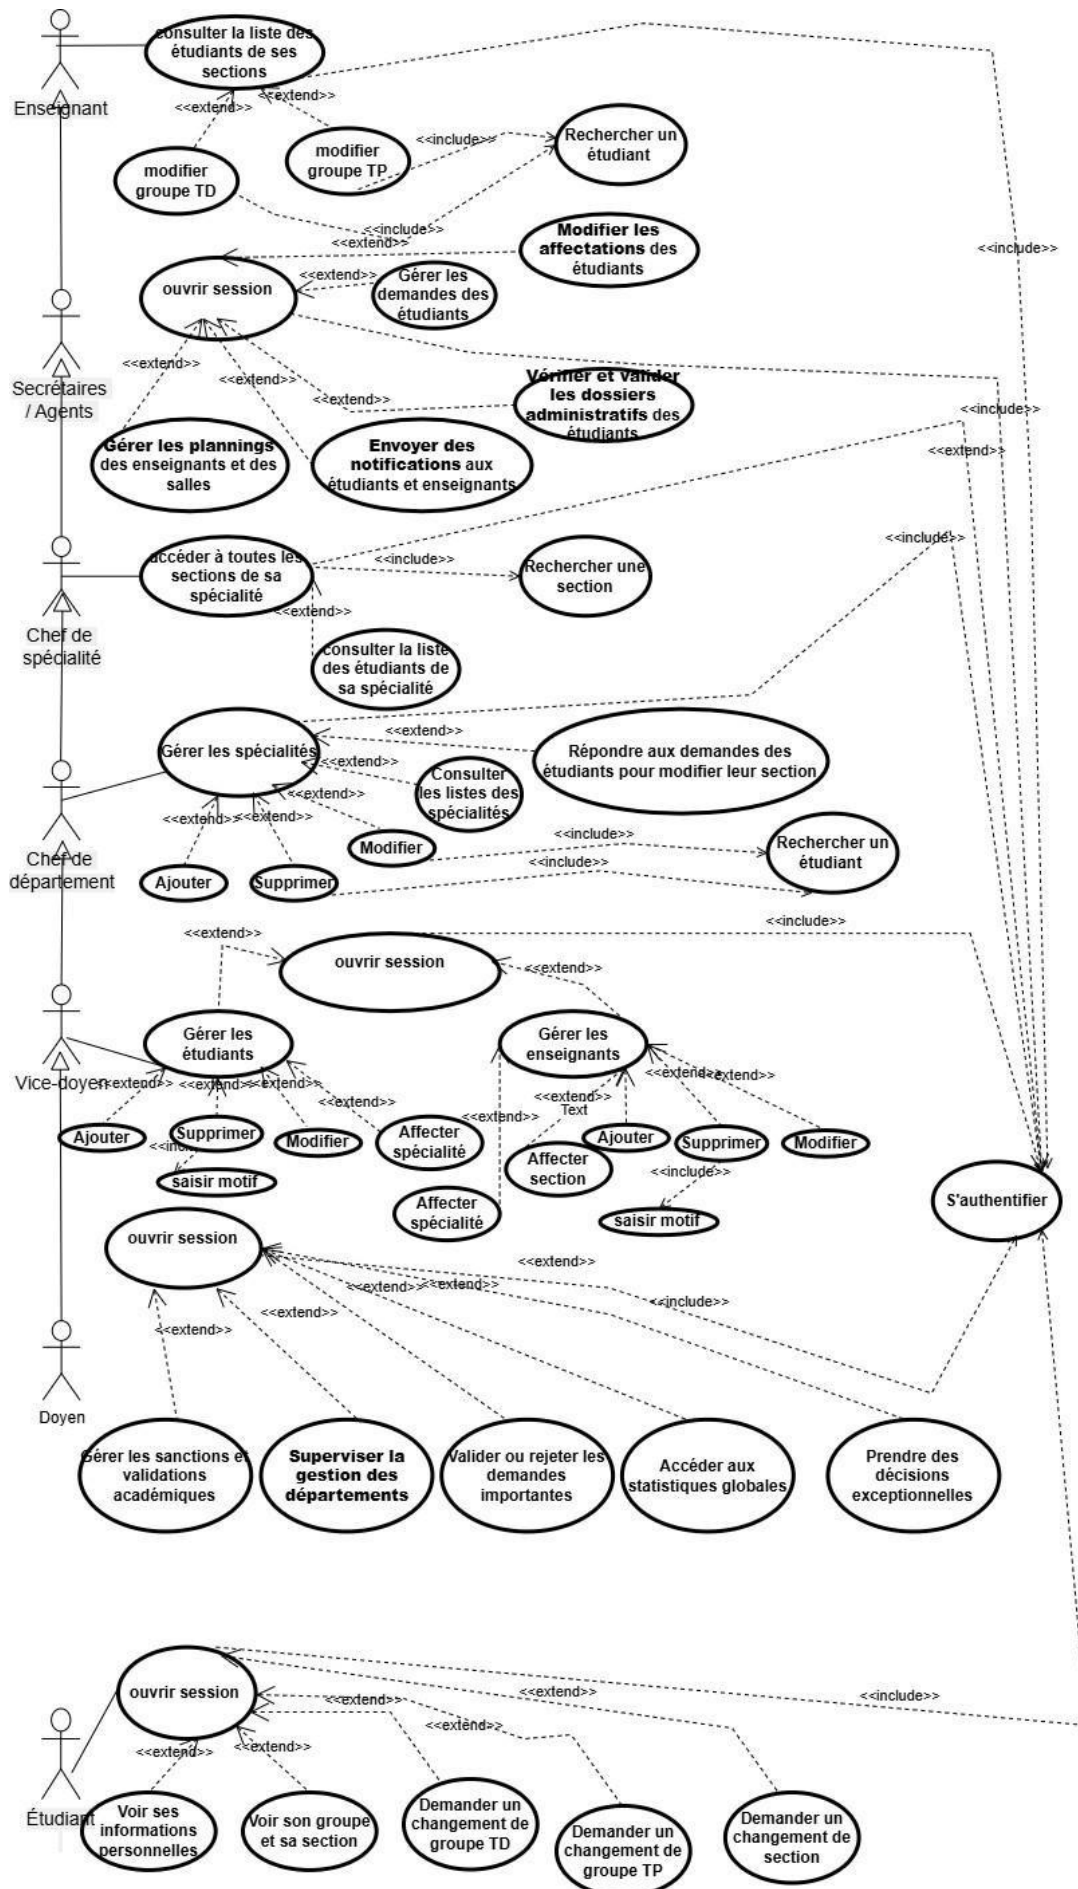 consulter la liste des
étudiants de ses
sections
Enseignant
<<extend>>
<<extend>>
modifier
groupe TD
modifier
groupe TP
<<include>>
Rechercher un
étudiant
<<include>>
<<extend>>
Modifier les
affectations des
étudiants
<<include>>
ouvrir session
<<extend>>
Gérer les
demandes des
étudiants
Secrétaires
/ Agents
<<extend>>
<<extend>>
<<extend>>
Vérifier et valider
les dossiers
administratifs des
étudiants
<<include>>
<<extend>>
Gérer les plannings
des enseignants et des
salles
Envoyer des
notifications aux
étudiants et enseignants
accéder à toutes les
sections de sa
spécialité
<<include>>
Rechercher une
section
<<include>>
<<extend>>
Chef de
spécialité
consulter la liste
des étudiants de
sa spécialité
Gérer les spécialités
<<extend>>
Répondre aux demandes des
étudiants pour modifier leur section
<<extend>>
Consulter
les listes des
spécialités
<<extend>>
<<extend>>
Modifier
<<include>>
Rechercher un
étudiant
Chef de
département
Ajouter
Supprimer
<<include>>
<<include>>
<<extend>>
ouvrir session
<<extend>>
Gérer les
étudiants
Gérer les
enseignants
Vice-doyen
<<extend>>
<<extend>>
<<extend>>
<<extend>>
<<extend>>
<<extend>>
<<extend>>
<<extend>>
<<extend>>
Text
Ajouter
Supprimer
Modifier
Affecter
spécialité
Ajouter
Supprimer
Modifier
saisir motif
Affecter
section
<<include>>
Affecter
spécialité
saisir motif
S'authentifier
ouvrir session
<<extend>>
<<extend>>
<<extend>>
<<include>>
<<extend>>
<<extend>>
Doyen
Gérer les sanctions et
validations
académiques
Superviser la
gestion des
départements
Valider ou rejeter les
demandes
importantes
Accéder aux
statistiques globales
Prendre des
décisions
exceptionnelles
ouvrir session
<<extend>>
<<extend>>
<<include>>
<<extend>>
<<extend>>
<<extend>>
Étudiant
Voir ses
informations
personnelles
Voir son groupe
et sa section
Demander un
changement de
groupe TD
Demander un
changement de
groupe TP
Demander un
changement de
section